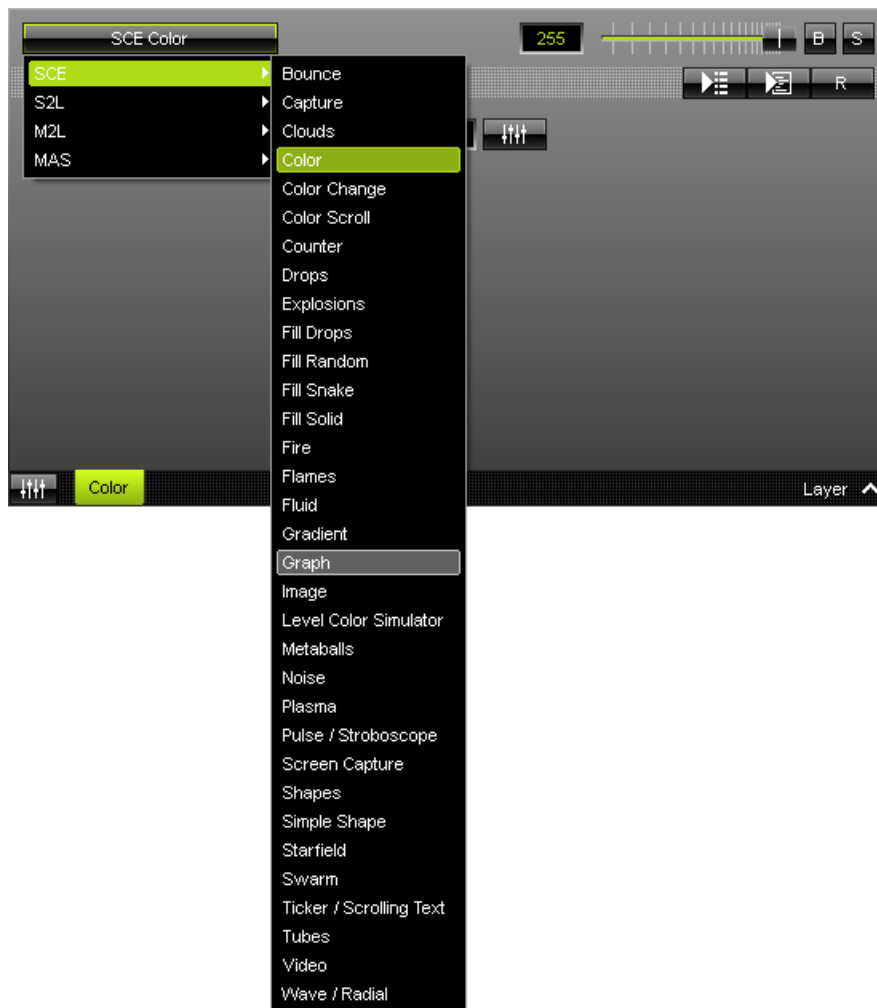 SCE Color
255
B
S
SCE
S2L
M2L
MAS
R
Bounce
Capture
Clouds
Color
Color Change
Color Scroll
Counter
Drops
Explosions
Fill Drops
Fill Random
Fill Snake
Fill Solid
Fire
Flames
Fluid
Gradient
Graph
Image
Level Color Simulator
Metaballs
Noise
Plasma
Pulse / Stroboscope
Screen Capture
Shapes
Simple Shape
Starfield
Swarm
Ticker / Scrolling Text
Tubes
Video
Wave / Radial
Color
Layer